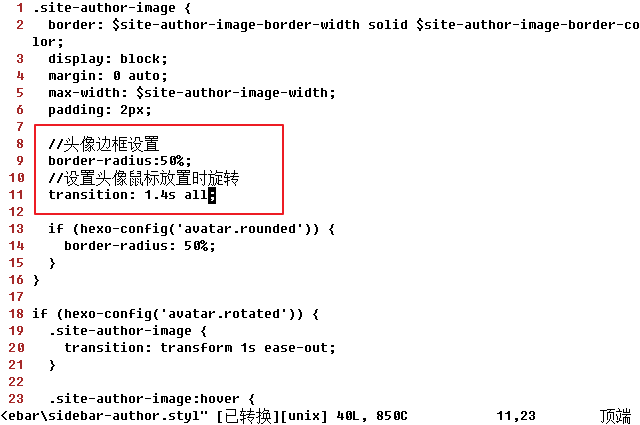 1 .site-author-image {
2   border: $site-author-image-border-width solid $site-author-image-border-co
lor;
3   display: block;
4   margin: 0 auto;
5   max-width: $site-author-image-width;
6   padding: 2px;
7
8   //头像边框设置
9   border-radius:50%;
10   //设置头像鼠标放置时旋转
11   transition: 1.4s all;
12
13   if (hexo-config('avatar.rounded')) {
14     border-radius: 50%;
15   }
16 }
17
18 if (hexo-config('avatar.rotated')) {
19   .site-author-image {
20     transition: transform 1s ease-out;
21   }
22
23   .site-author-image:hover {
<ebar\sidebar-author.styl" [已转换][unix] 40L, 850C 11,23 顶端